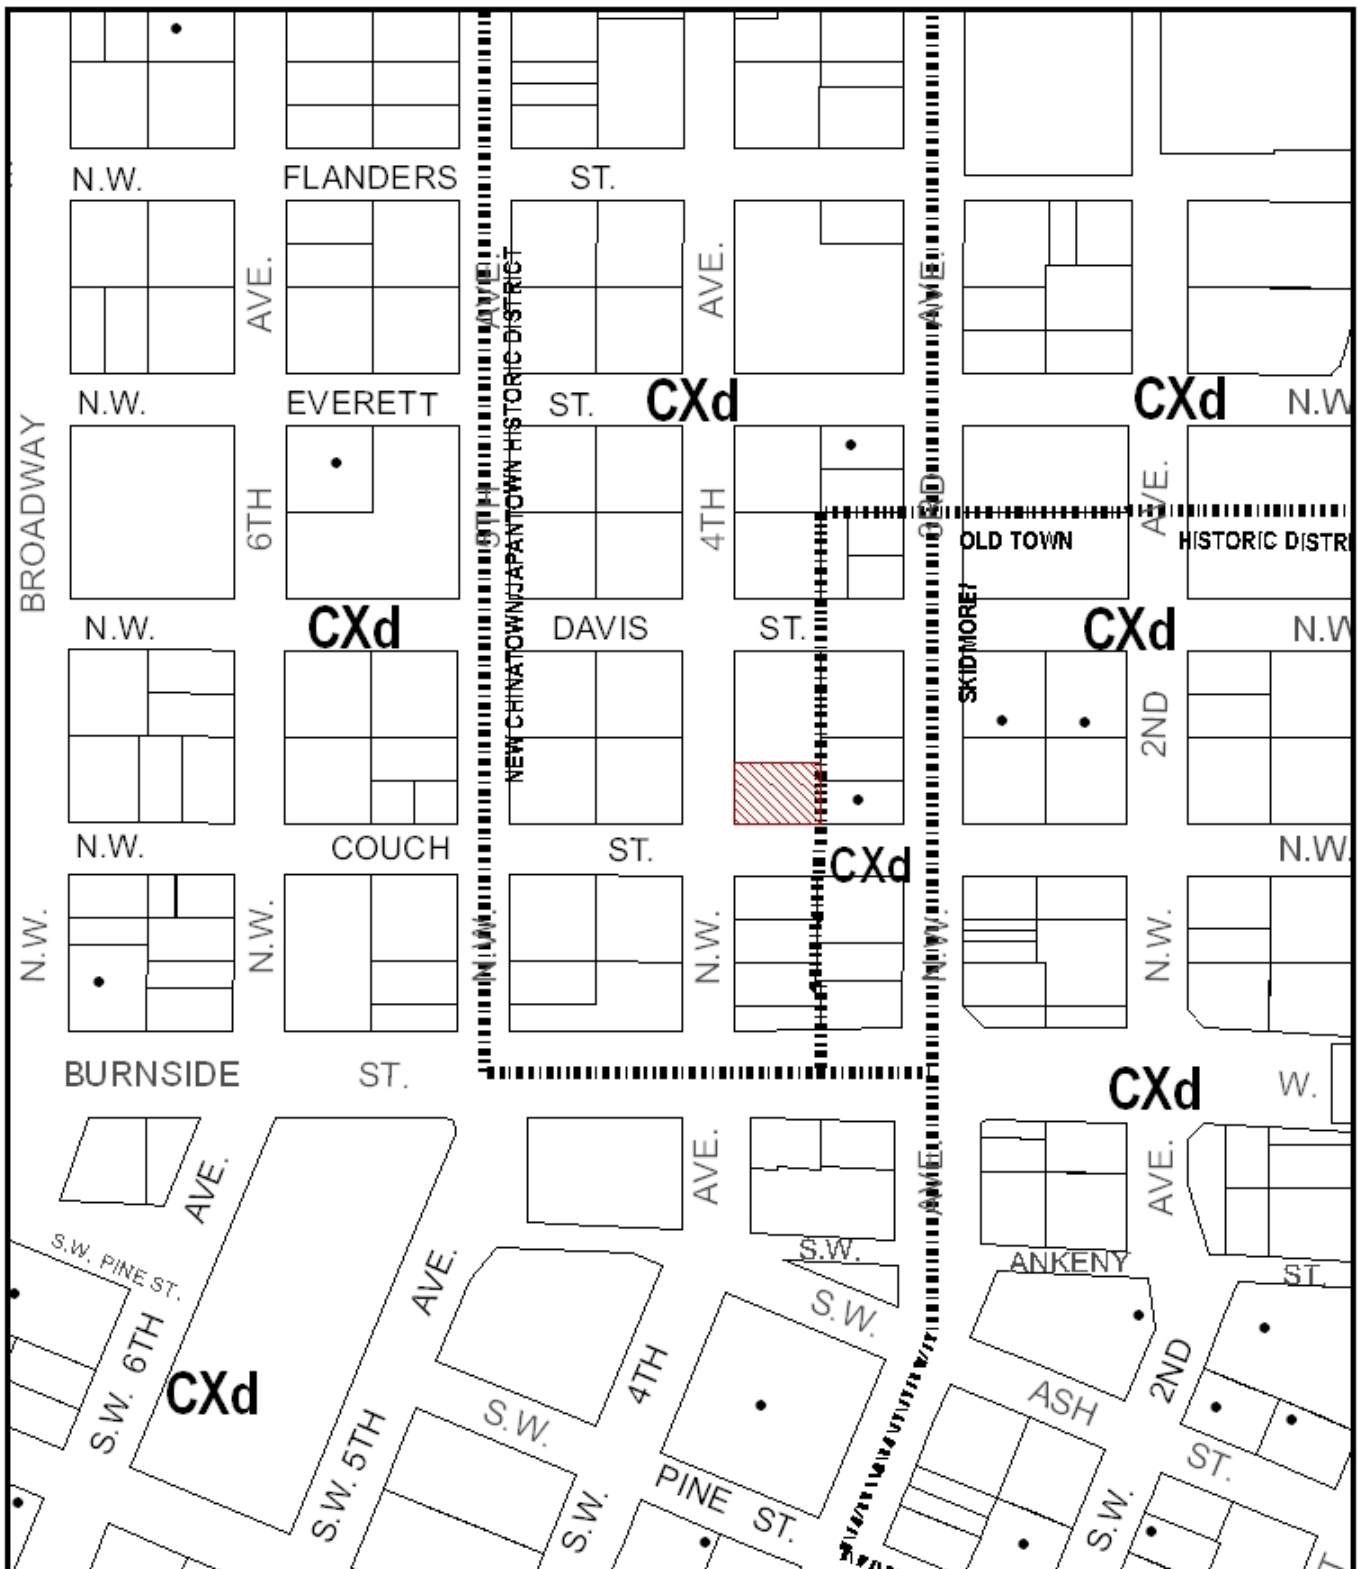 N.W. FLANDERS ST.
AVE. AVE. AVE. AVE.
NEW CHINATOWN/JAPANTOWN HISTORIC DISTRICT
CXd CXd
N.W. EVERETT ST. N.W
BROADWAY 6TH 5TH 4TH 3RD AVE.
OLD TOWN HISTORIC DISTRI
SKIDMORE/
CXd CXd
N.W. DAVIS ST. N.W
2ND
N.W. COUCH ST. N.W.
CXd
N.W. N.W. N.W. N.W. N.W. N.W.
BURNSIDE ST. W.
CXd
AVE. AVE. AVE. AVE. AVE.
S.W. PINE ST.
S.W. ANKENY ST.
S.W.
S.W. 6TH
CXd
4TH 2ND
S.W. ASH ST.
S.W. 5TH
PINE ST.
S.W. S.W.